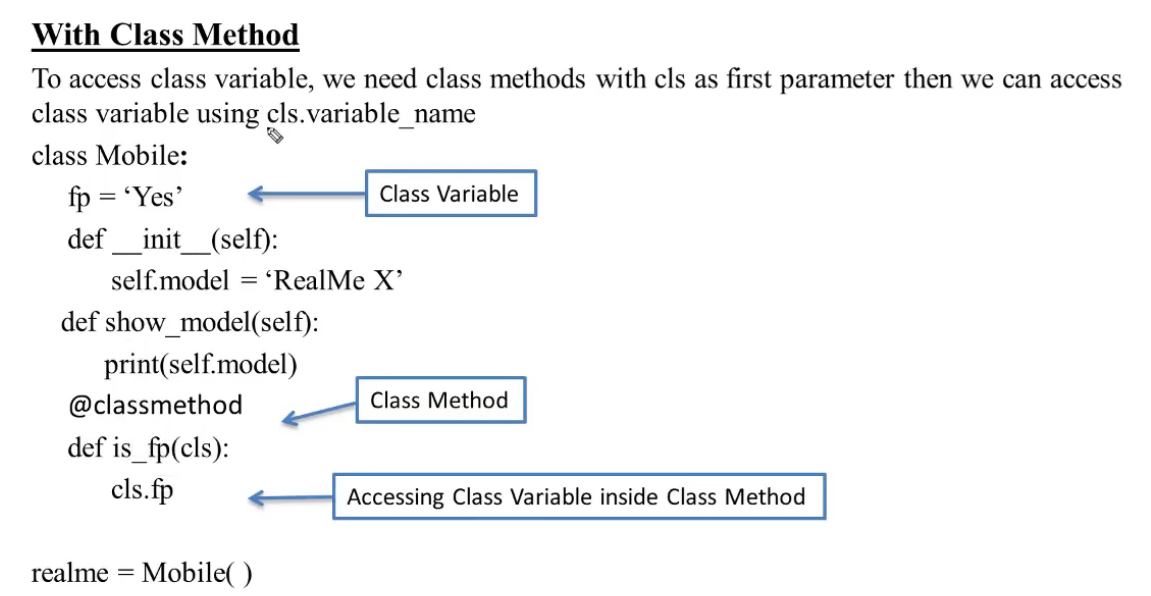 With Class Method
To access class variable, we need class methods with cls as first parameter then we can access
class variable using cls.variable_name
class Mobile:
fp = ‘Yes’
Class Variable
def __init__(self):
self.model = ‘RealMe X’
def show_model(self):
print(self.model)
@classmethod
Class Method
def is_fp(cls):
cls.fp
Accessing Class Variable inside Class Method
realme = Mobile( )